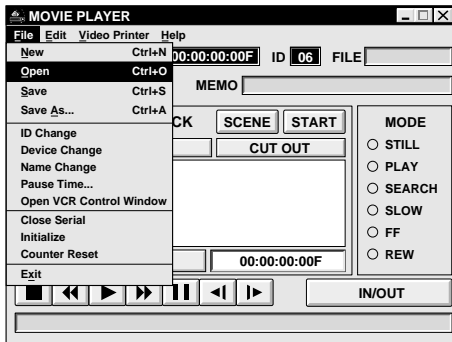 MOVIE PLAYER
File Edit Video Printer Help
New Ctrl+N
Open Ctrl+O
Save Ctrl+S
Save As... Ctrl+A
ID Change
Device Change
Name Change
Pause Time...
Open VCR Control Window
Close Serial
Initialize
Counter Reset
Exit
00:00:00:00F ID 06 FILE
MEMO
CK SCENE START
CUT OUT
00:00:00:00F
MODE
STILL
PLAY
SEARCH
SLOW
FF
REW
IN/OUT